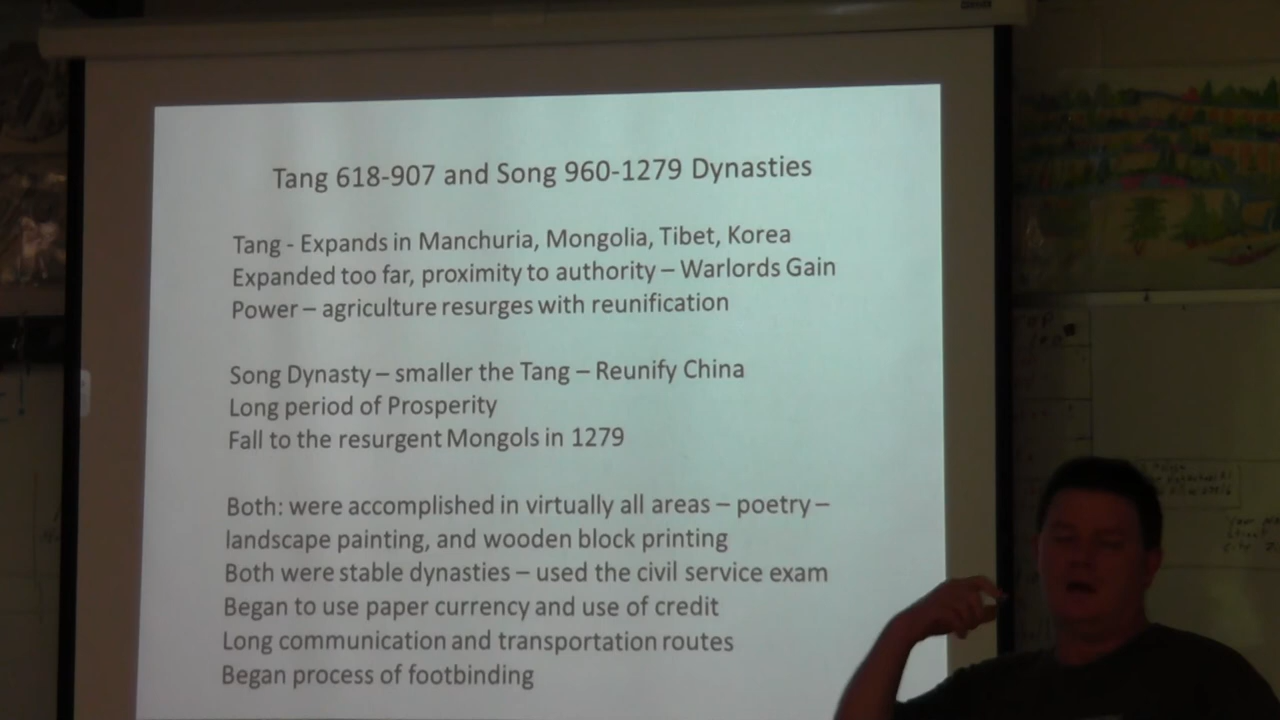 Tang 618-907 and Song 960-1279 Dynasties
Tang - Expands in Manchuria, Mongolia, Tibet, Korea
Expanded too far, proximity to authority – Warlords Gain
Power – agriculture resurges with reunification
Song Dynasty – smaller the Tang – Reunify China
Long period of Prosperity
Fall to the resurgent Mongols in 1279
Both: were accomplished in virtually all areas – poetry –
landscape painting, and wooden block printing
Both were stable dynasties – used the civil service exam
Began to use paper currency and use of credit
Long communication and transportation routes
Began process of footbinding